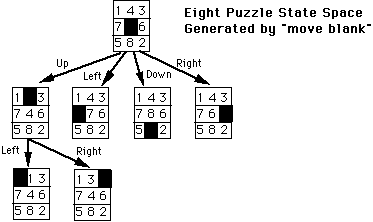 1 4 3
7 6
5 8 2
Eight Puzzle State Space
Generated by "move blank"
Up
Left
Down
Right
1 3
7 4 6
5 8 2
1 4 3
7 6
5 8 2
1 4 3
7 8 6
5 2
1 4 3
7 6
5 8 2
Left
Right
1 3
7 4 6
5 8 2
1 3
7 4 6
5 8 2